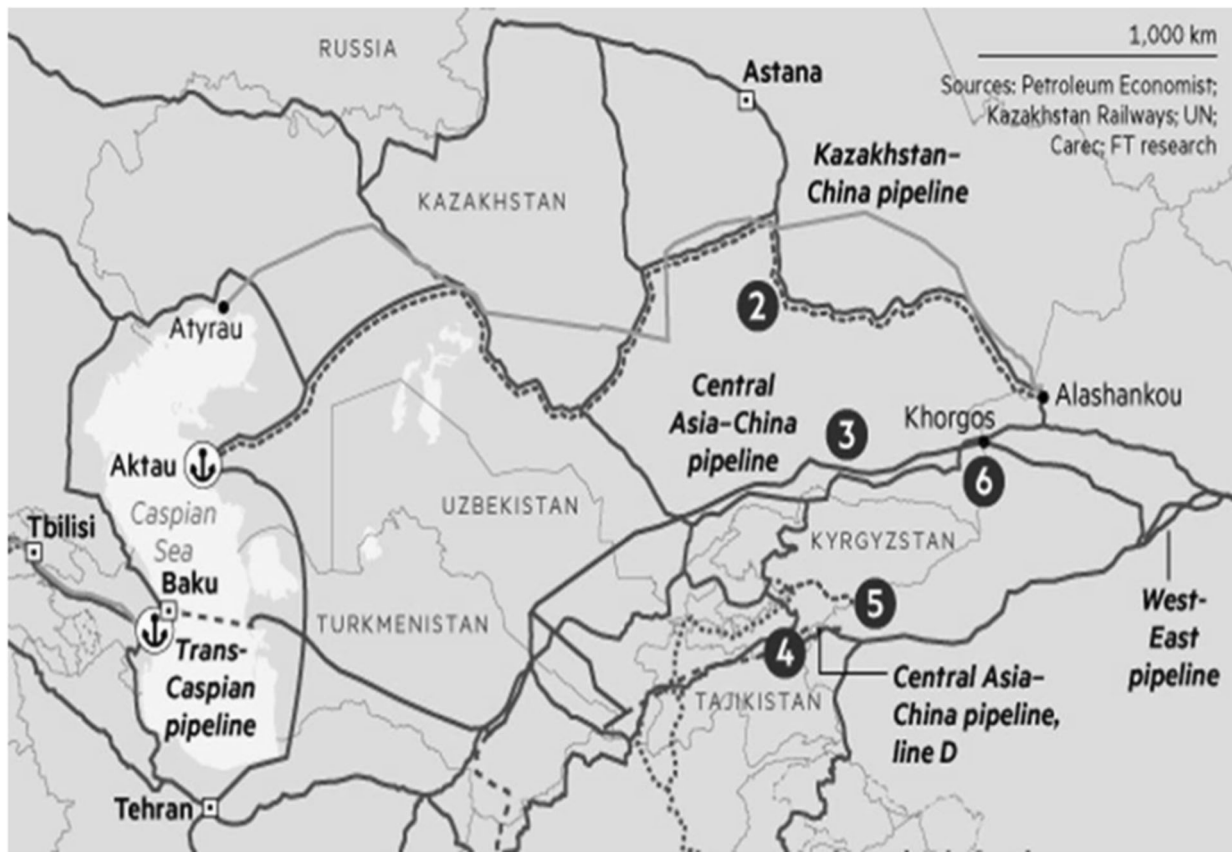 1,000 km
Sources: Petroleum Economist;
Kazakhstan Railways; UN;
Carec; FT research
RUSSIA
Astana
Kazakhstan–
China pipeline
KAZAKHSTAN
2
Atyrau
Central
Asia–China
pipeline
3
Khorgos
Alashankou
6
Aktau
Caspian
Sea
UZBEKISTAN
Tbilisi
KYRGYZSTAN
Baku
5
TURKMENISTAN
Trans-
Caspian
pipeline
4
West-
East
pipeline
TAJIKISTAN
Central Asia–
China pipeline,
line D
Tehran